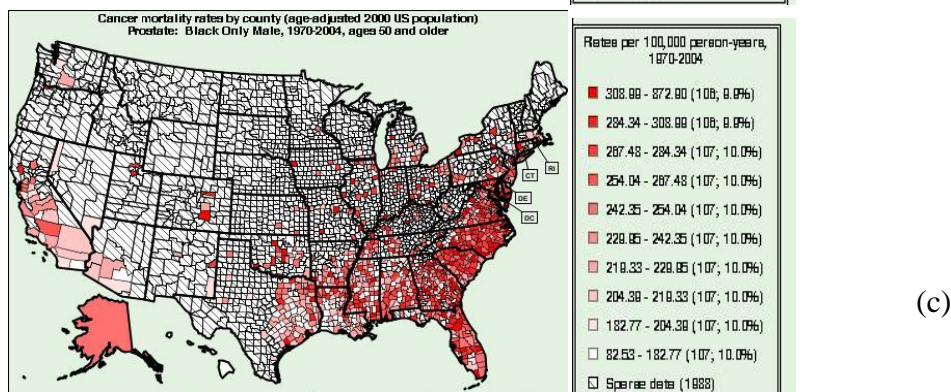 Cancer mortality rates by county (age-adjusted 2000 US population)
Prostate: Black Only Male, 1970-2004, ages 50 and older
RI
CT
DE
DC
Rates per 100,000 person-years,
1970-2004
308.99 - 872.90 (106; 9.9%)
284.34 - 308.99 (106; 9.9%)
267.48 - 284.34 (107; 10.0%)
254.04 - 267.48 (107; 10.0%)
242.35 - 254.04 (107; 10.0%)
229.95 - 242.35 (107; 10.0%)
219.33 - 229.95 (107; 10.0%)
204.39 - 219.33 (107; 10.0%)
182.77 - 204.39 (107; 10.0%)
82.53 - 182.77 (107; 10.0%)
Sparse data (1988)
(c)